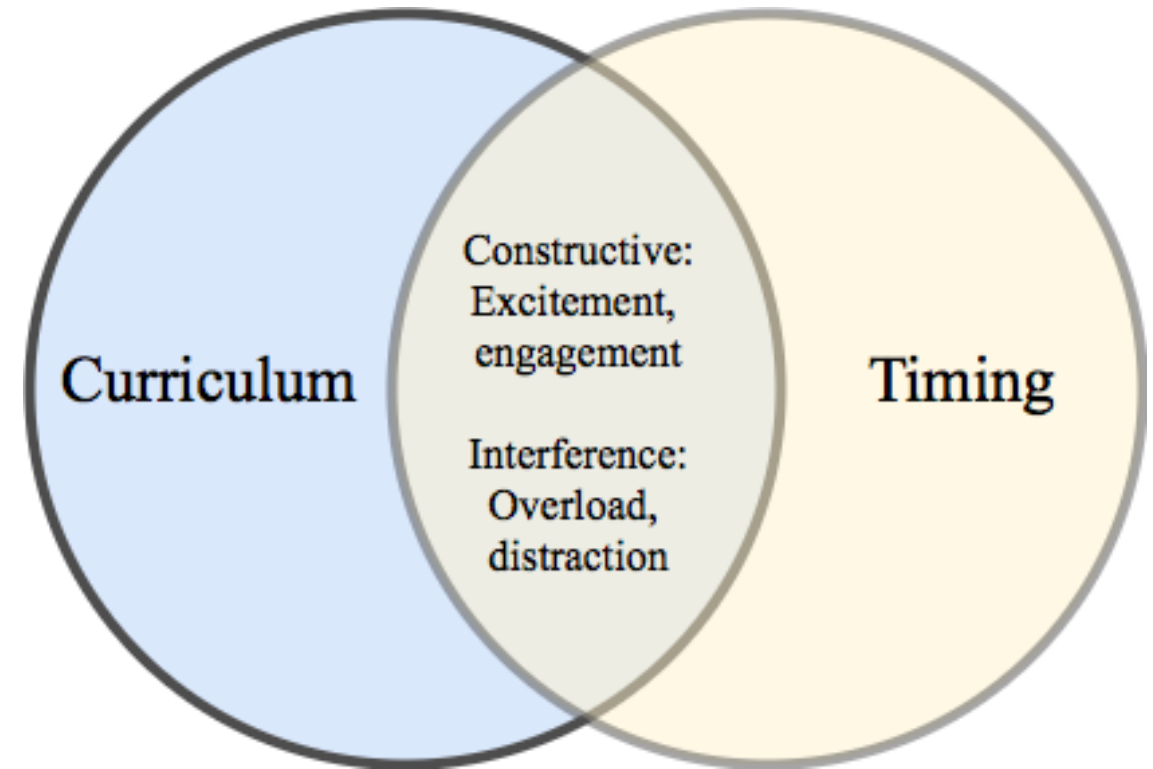 Curriculum
Constructive:
Excitement,
engagement
Interference:
Overload,
distraction
Timing